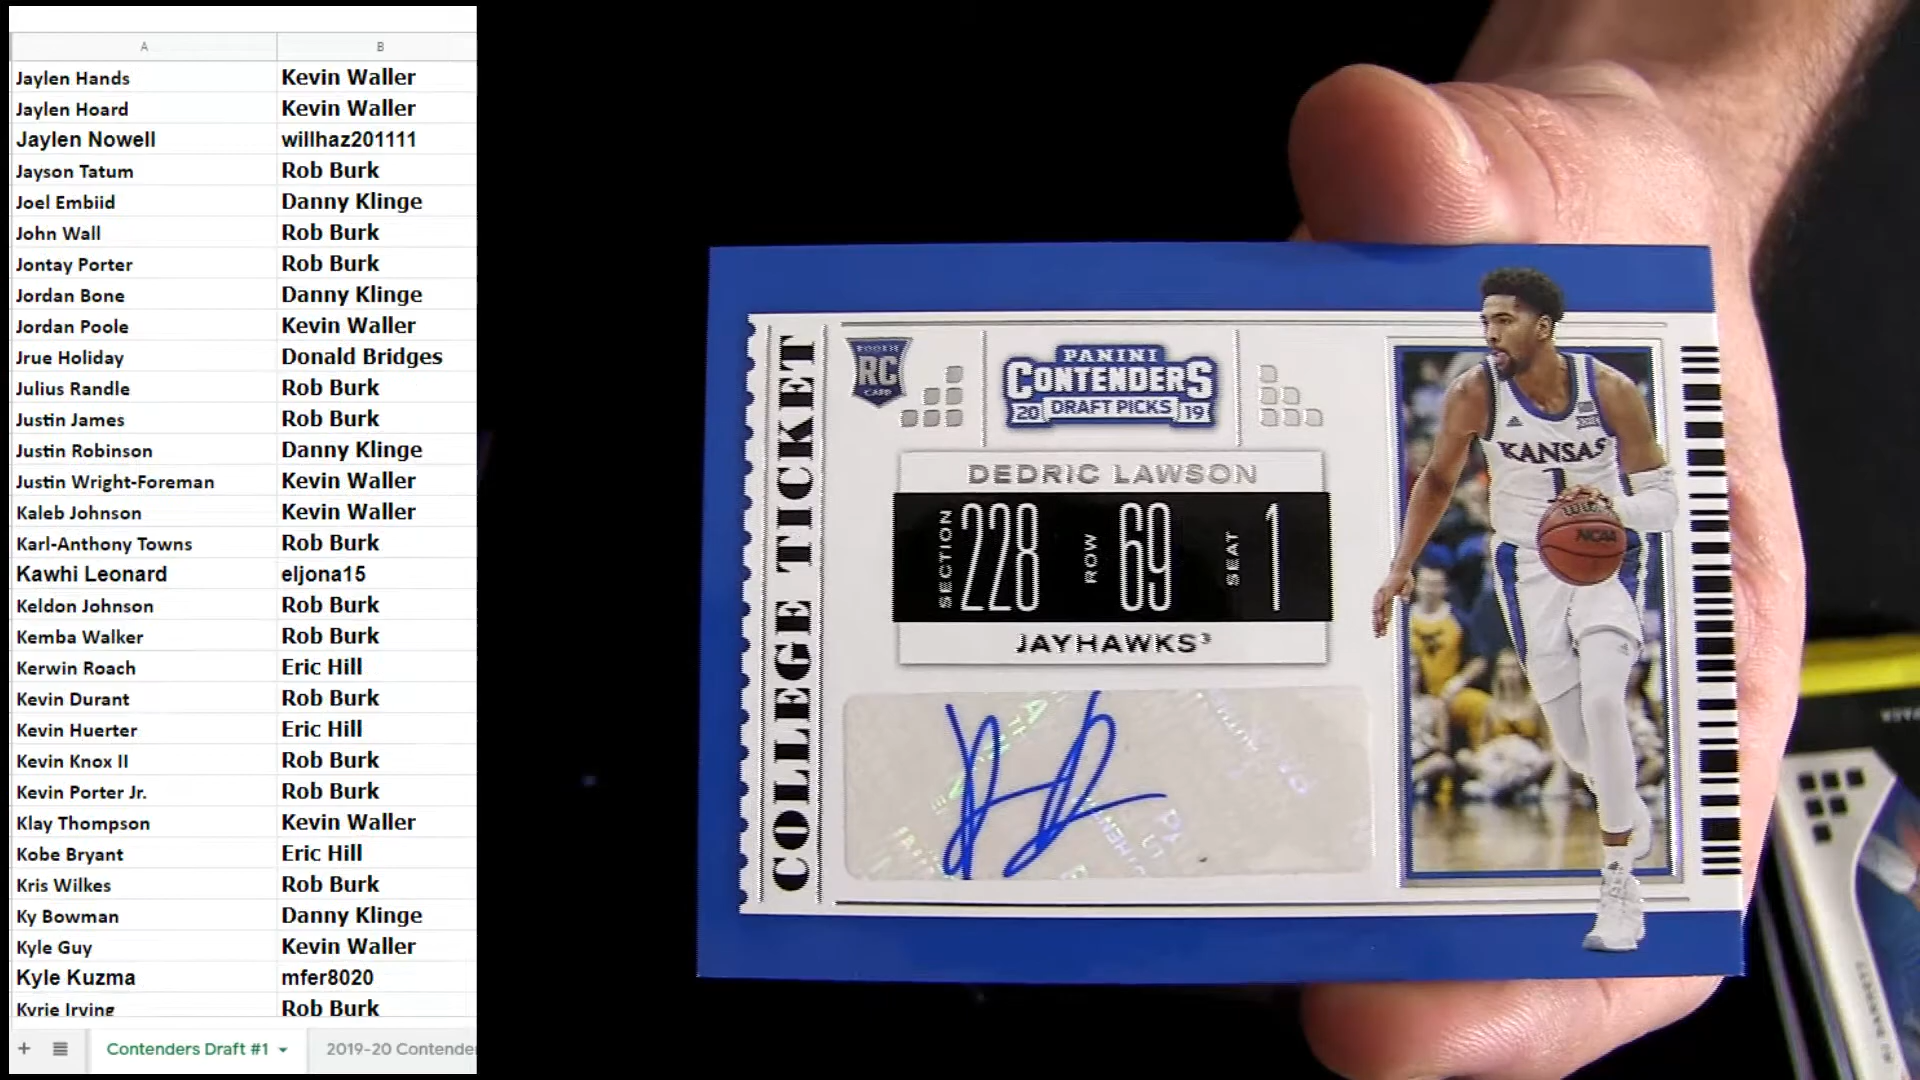 A B
Jaylen Hands Kevin Waller
Jaylen Hoard Kevin Waller
Jaylen Nowell willhaz201111
Jayson Tatum Rob Burk
Joel Embiid Danny Klinge
John Wall Rob Burk
Jontay Porter Rob Burk
Jordan Bone Danny Klinge
Jordan Poole Kevin Waller
Jrue Holiday Donald Bridges
Julius Randle Rob Burk
Justin James Rob Burk
Justin Robinson Danny Klinge
Justin Wright-Foreman Kevin Waller
Kaleb Johnson Kevin Waller
Karl-Anthony Towns Rob Burk
Kawhi Leonard eljona15
Keldon Johnson Rob Burk
Kemba Walker Rob Burk
Kerwin Roach Eric Hill
Kevin Durant Rob Burk
Kevin Huerter Eric Hill
Kevin Knox II Rob Burk
Kevin Porter Jr. Rob Burk
Klay Thompson Kevin Waller
Kobe Bryant Eric Hill
Kris Wilkes Rob Burk
Ky Bowman Danny Klinge
Kyle Guy Kevin Waller
Kyle Kuzma mfer8020
Kyrie Irving Rob Burk
+ Contenders Draft #1 2019-20 Contende
COLLEGE TICKET
ROOKIE
RC
CARD
PANINI
CONTENDERS
20 DRAFT PICKS 19
DEDRIC LAWSON
SECTION 228 ROW 69 SEAT 1
JAYHAWKS
KANSAS
1
NCAA